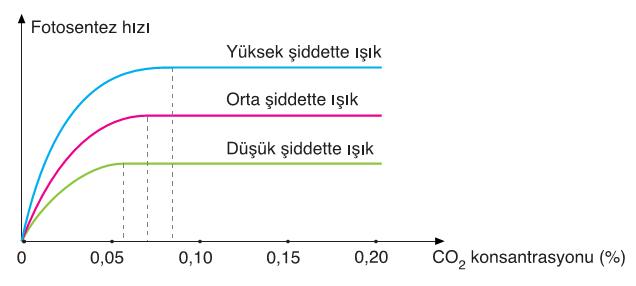 Fotosentez hızı
Yüksek şiddette ışık
Orta şiddette ışık
Düşük şiddette ışık
0 0,05 0,10 0,15 0,20 CO₂ konsantrasyonu (%)